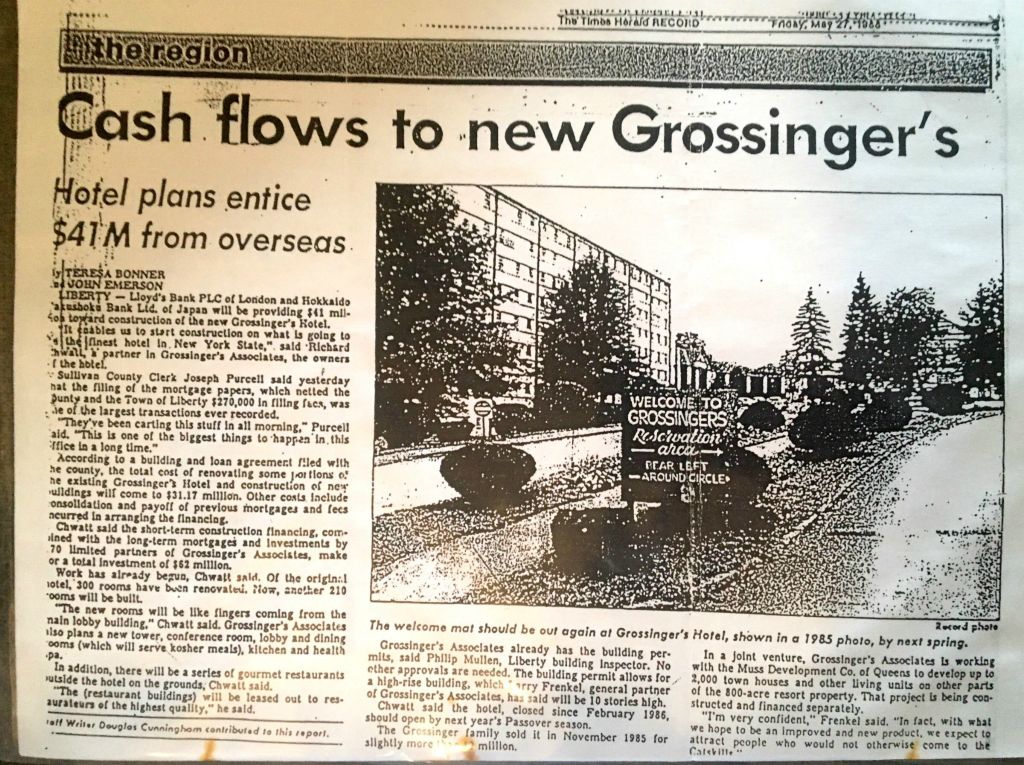 The Times Herald RECORD
Friday, May 27, 1988
the region
Cash flows to new Grossinger's
Hotel plans entice
$41M from overseas
TERESA BONNER
JOHN EMERSON
LIBERTY — Lloyd's Bank PLC of London and Hokkaido
Bank Ltd. of Japan will be providing $41 mil-
toward construction of the new Grossinger's Hotel.
"It enables us to start construction on what is going to
the finest hotel in New York State," said Richard
a partner in Grossinger's Associates, the owners
the hotel.
Sullivan County Clerk Joseph Purcell said yesterday
the filing of the mortgage papers, which netted the
and the Town of Liberty $270,000 in filing fees, was
of the largest transactions ever recorded.
"They've been carting this stuff in all morning," Purcell
"This is one of the biggest things to happen in this
in a long time."
According to a building and loan agreement filed with
county, the total cost of renovating some portions of
existing Grossinger's Hotel and construction of new
will come to $31.17 million. Other costs include
and payoff of previous mortgages and fees
in arranging the financing.
Chwatt said the short-term construction financing, com-
with the long-term mortgages and investments by
70 limited partners of Grossinger's Associates, make
a total investment of $62 million.
Work has already begun, Chwatt said. Of the original
300 rooms have been renovated. Now, another 210
will be built.
"The new rooms will be like fingers coming from the
lobby building," Chwatt said. Grossinger's Associates
plans a new tower, conference room, lobby and dining
(which will serve kosher meals), kitchen and health
In addition, there will be a series of gourmet restaurants
the hotel on the grounds, Chwatt said.
"The (restaurant buildings) will be leased out to res-
of the highest quality," he said.
Writer Douglas Cunningham contributed to this report.
WELCOME TO
GROSSINGERS
Reservation
area
BEAR LEFT
AROUND CIRCLE
Record photo
The welcome mat should be out again at Grossinger's Hotel, shown in a 1985 photo, by next spring.
Grossinger's Associates already has the building per-
mits, said Philip Mullen, Liberty building inspector. No
other approvals are needed. The building permit allows for
a high-rise building, which Frenkel, general partner
of Grossinger's Associates, has said will be 10 stories high.
Chwatt said the hotel, closed since February 1986,
should open by next year's Passover season.
The Grossinger family sold it in November 1985 for
slightly more million.
In a joint venture, Grossinger's Associates is working
with the Muss Development Co. of Queens to develop up to
2,000 town houses and other living units on other parts
of the 800-acre resort property. That project is being con-
structed and financed separately.
"I'm very confident," Frenkel said. "In fact, with what
we hope to be an improved and new product, we expect to
attract people who would not otherwise come to the
Catskills."